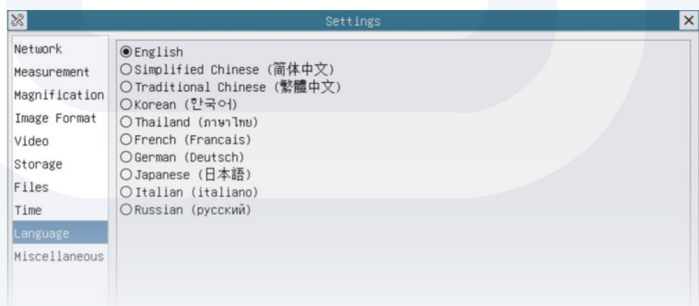 Settings
Network
Measurement
Magnification
Image Format
Video
Storage
Files
Time
Language
Miscellaneous
English
Simplified Chinese (简体中文)
Traditional Chinese (繁體中文)
Korean (한국어)
Thailand (ภาษาไทย)
French (Francais)
German (Deutsch)
Japanese (日本語)
Italian (italiano)
Russian (русский)